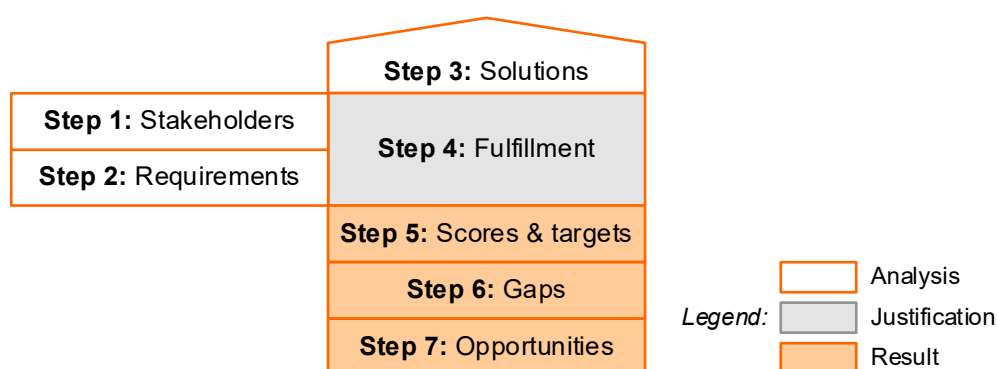 Step 3: Solutions
Step 1: Stakeholders
Step 4: Fulfillment
Step 2: Requirements
Step 5: Scores & targets
Step 6: Gaps
Step 7: Opportunities
Legend:
Analysis
Justification
Result